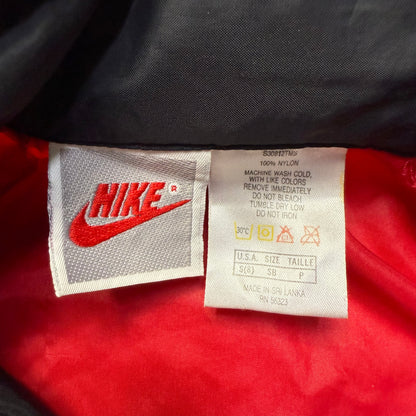 NIKE®
S30812TMS
100% NYLON
MACHINE WASH COLD,
WITH LIKE COLORS
REMOVE IMMEDIATELY
DO NOT BLEACH
TUMBLE DRY LOW
DO NOT IRON
30°C
U.S.A. SIZE TAILLE
S(8) SB P
MADE IN SRI LANKA
RN 56323